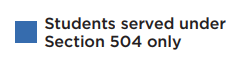 Students served under
Section 504 only